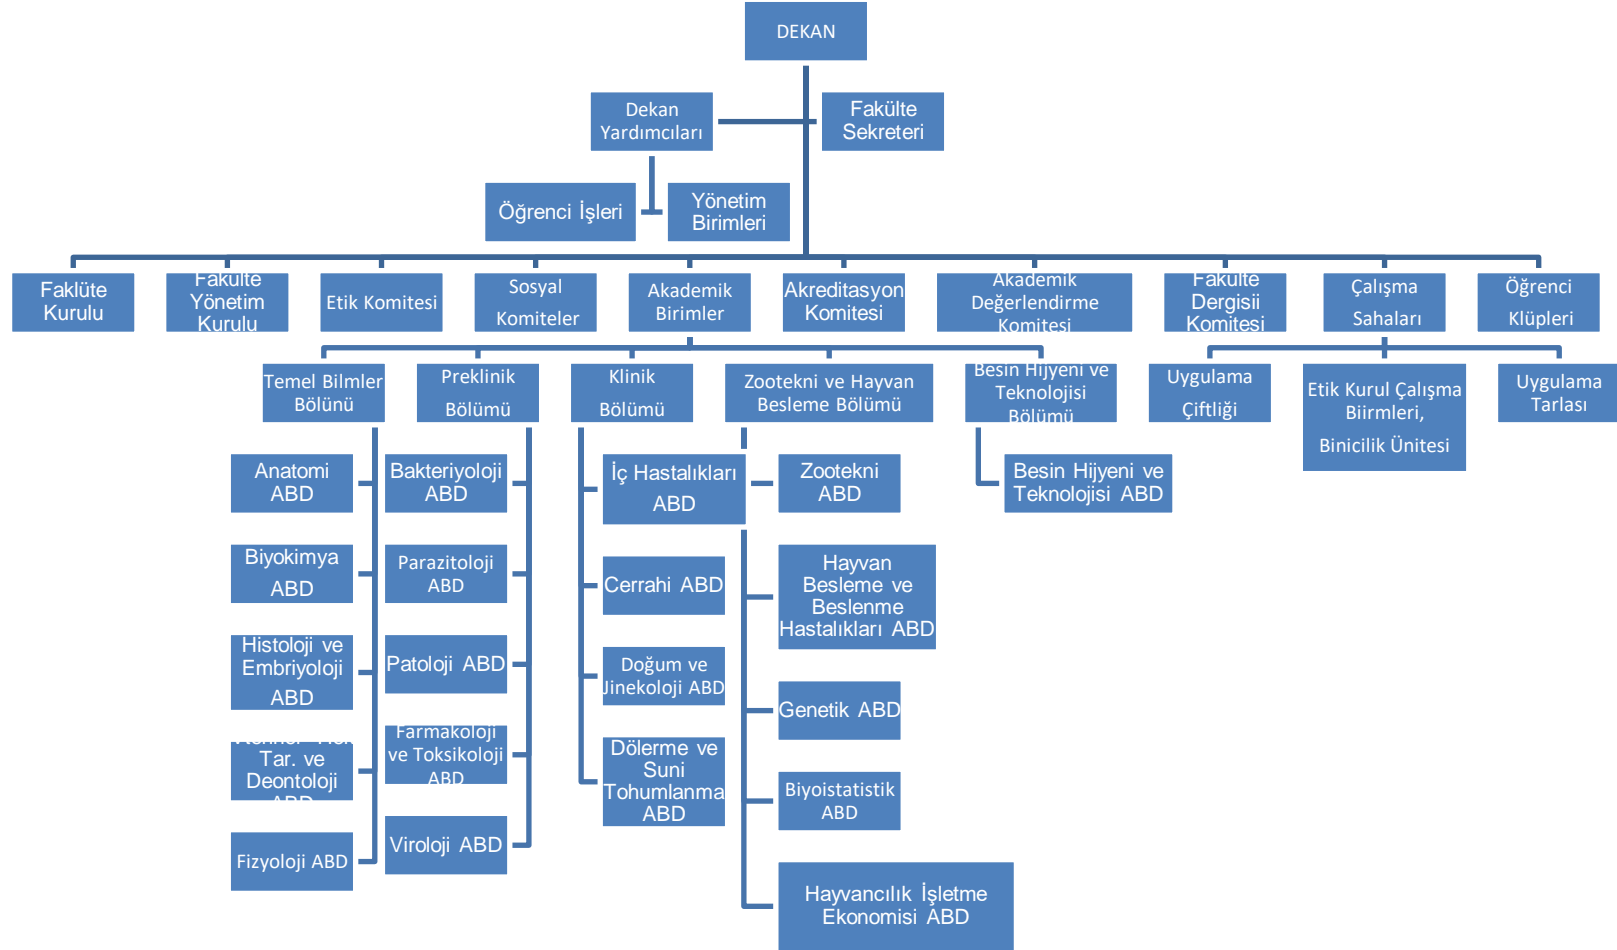 DEKAN
Dekan
Yardımcıları
Fakülte
Sekreteri
Öğrenci İşleri
Yönetim
Birimleri
Faklüte
Kurulu
Fakülte
Yönetim
Kurulu
Etik Komitesi
Sosyal
Komiteler
Akademik
Birimler
Akreditasyon
Komitesi
Akademik
Değerlendirme
Komitesi
Fakülte
Dergisii
Komitesi
Çalışma
Sahaları
Öğrenci
Klüpleri
Temel Bilmler
Bölünü
Preklinik
Bölümü
Klinik
Bölümü
Zootekni ve Hayvan
Besleme Bölümü
Besin Hijyeni ve
Teknolojisi
Bölümü
Uygulama
Çiftliği
Etik Kurul Çalışma
Biirmleri,
Binicilik Ünitesi
Uygulama
Tarlası
Anatomi
ABD
Bakteriyoloji
ABD
İç Hastalıkları
ABD
Zootekni
ABD
Besin Hijyeni ve
Teknolojisi ABD
Biyokimya
ABD
Parazitoloji
ABD
Cerrahi ABD
Hayvan
Besleme ve
Beslenme
Hastalıkları ABD
Histoloji ve
Embriyoloji
ABD
Patoloji ABD
Doğum ve
Jinekoloji ABD
Genetik ABD
Tar. ve
Deontoloji
ABD
Farmakoloji
ve Toksikoloji
ABD
Dölerme ve
Suni
Tohumlanma
ABD
Biyoistatistik
ABD
Fizyoloji ABD
Viroloji ABD
Hayvancılık İşletme
Ekonomisi ABD